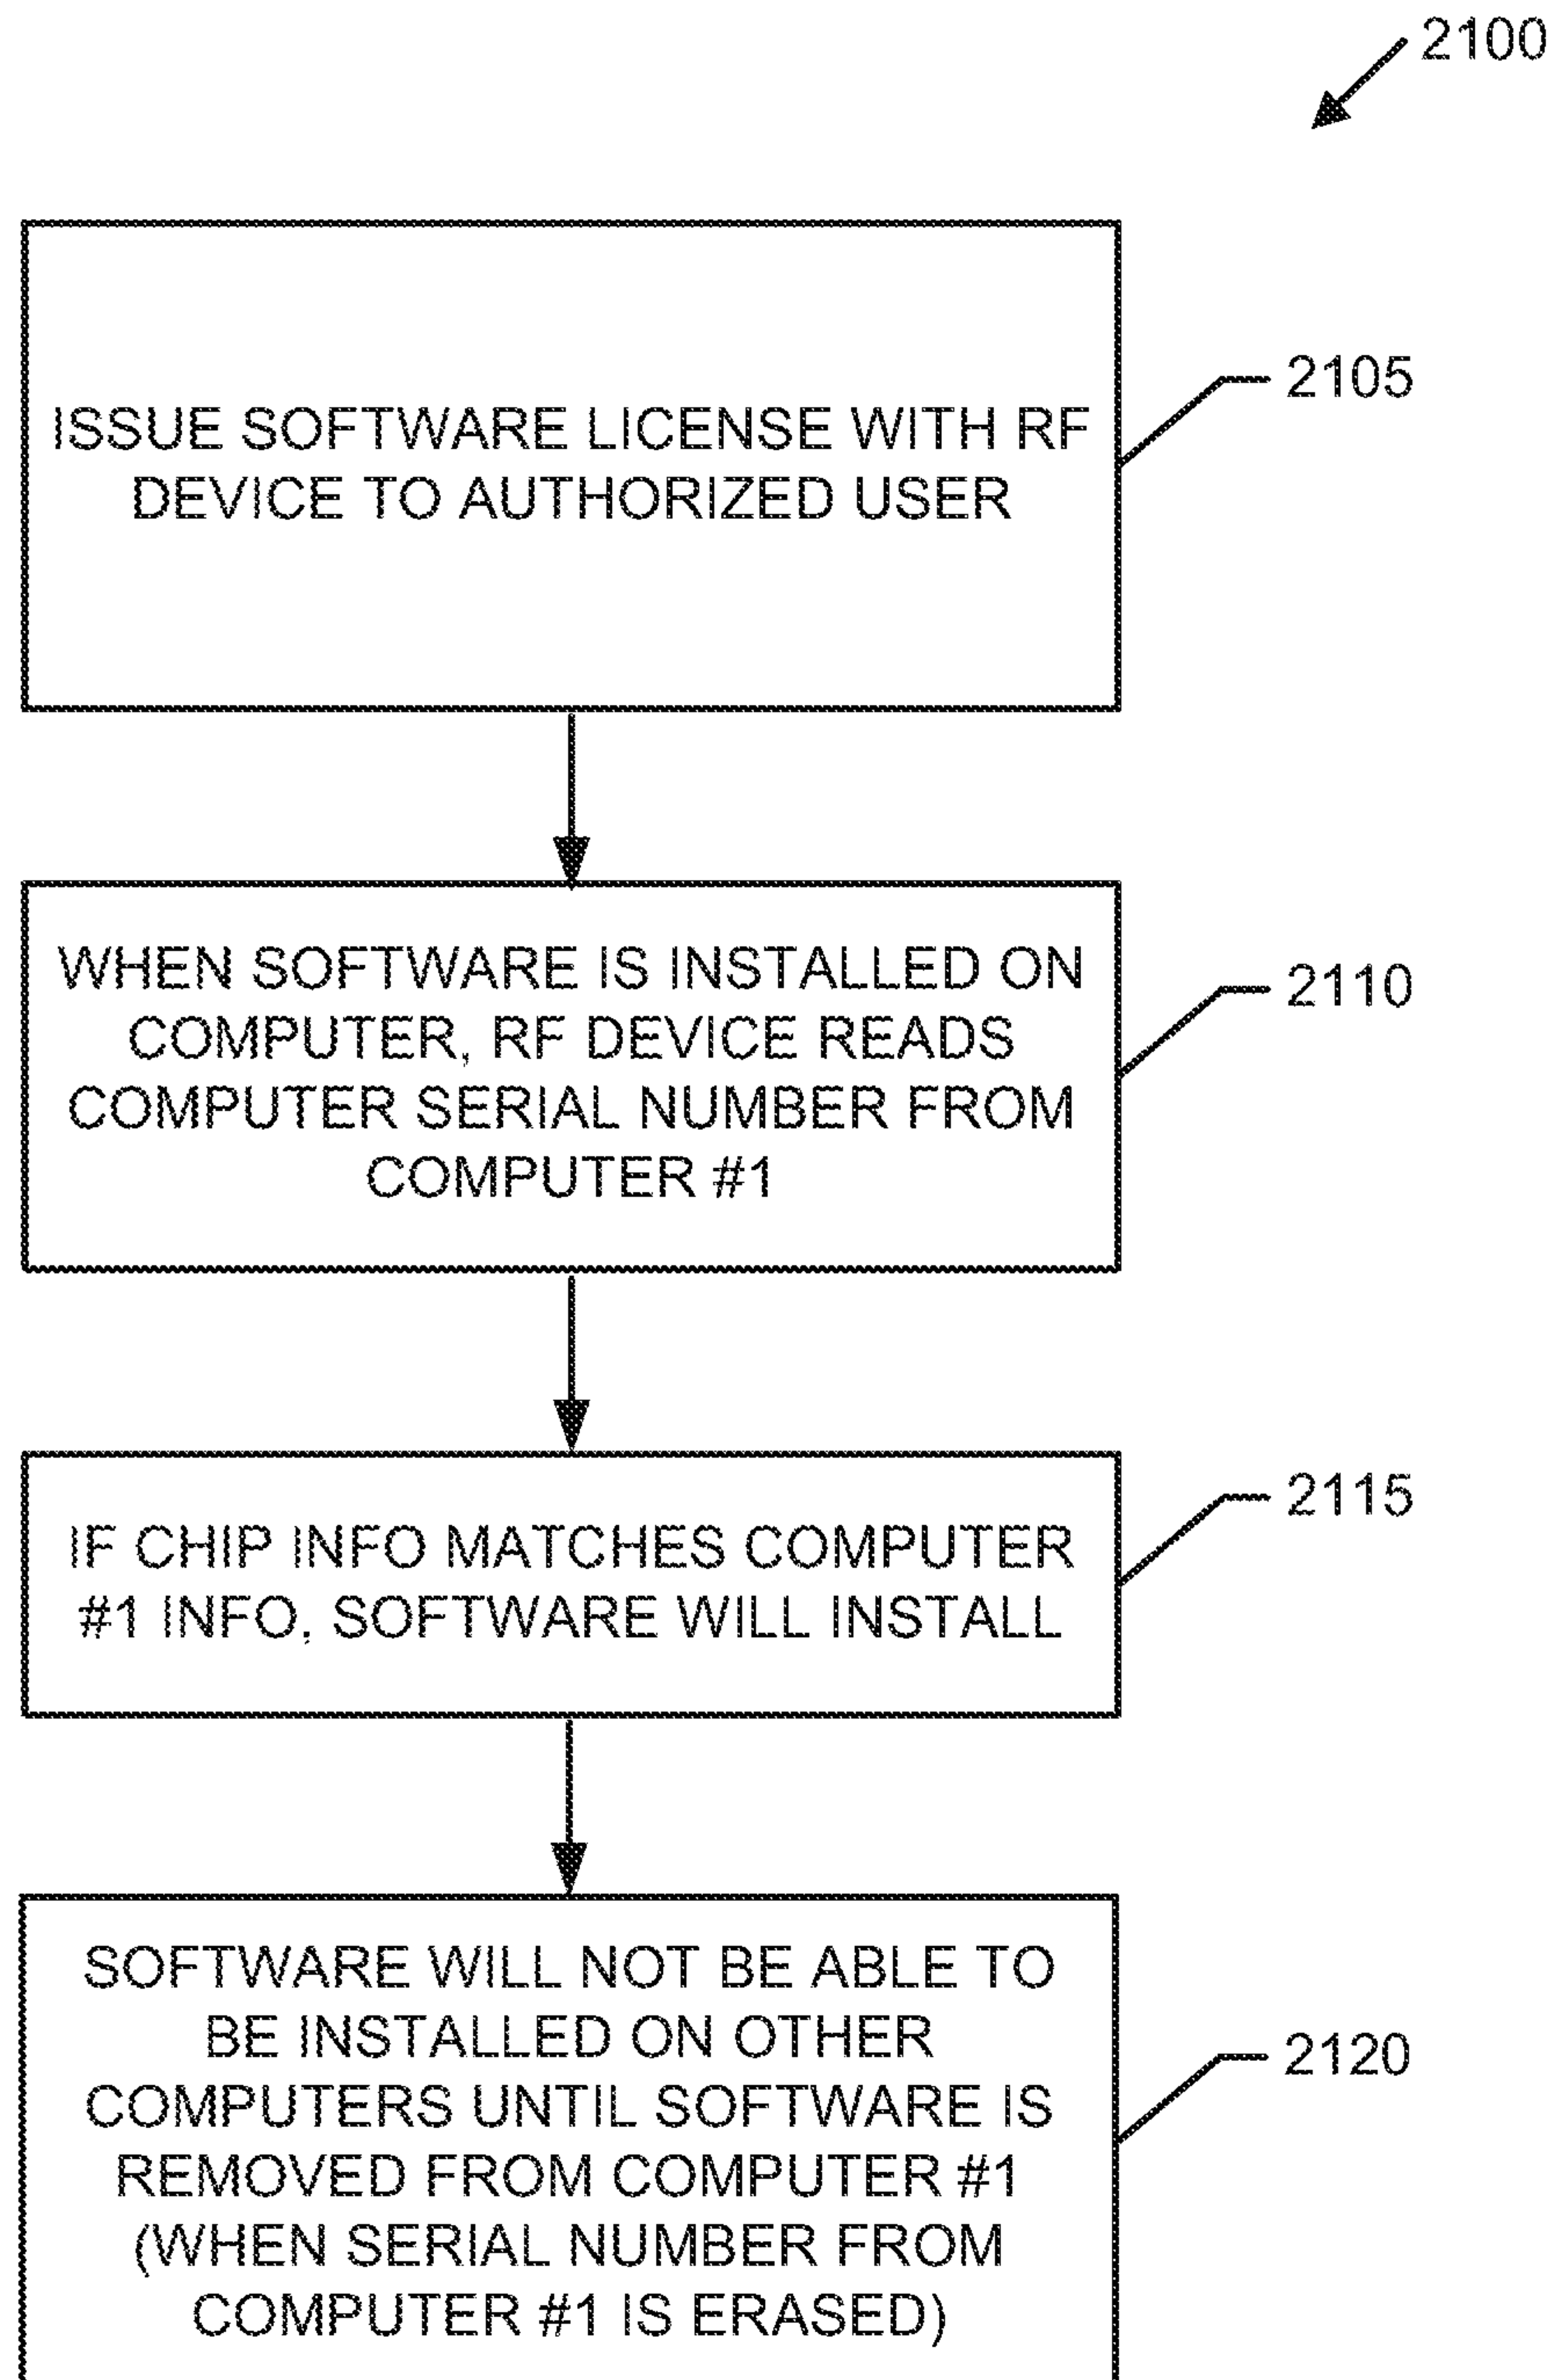 2100
ISSUE SOFTWARE LICENSE WITH RF
DEVICE TO AUTHORIZED USER
2105
WHEN SOFTWARE IS INSTALLED ON
COMPUTER, RF DEVICE READS
COMPUTER SERIAL NUMBER FROM
COMPUTER #1
2110
IF CHIP INFO MATCHES COMPUTER
#1 INFO, SOFTWARE WILL INSTALL
2115
SOFTWARE WILL NOT BE ABLE TO
BE INSTALLED ON OTHER
COMPUTERS UNTIL SOFTWARE IS
REMOVED FROM COMPUTER #1
(WHEN SERIAL NUMBER FROM
COMPUTER #1 IS ERASED)
2120